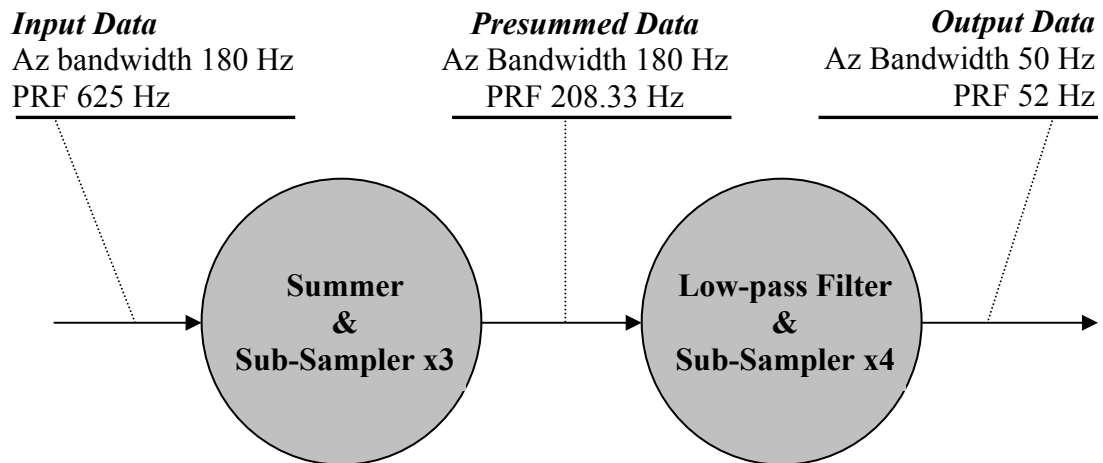 Input Data
Az bandwidth 180 Hz
PRF 625 Hz
Presummed Data
Az Bandwidth 180 Hz
PRF 208.33 Hz
Output Data
Az Bandwidth 50 Hz
PRF 52 Hz
Summer
&
Sub-Sampler x3
Low-pass Filter
&
Sub-Sampler x4